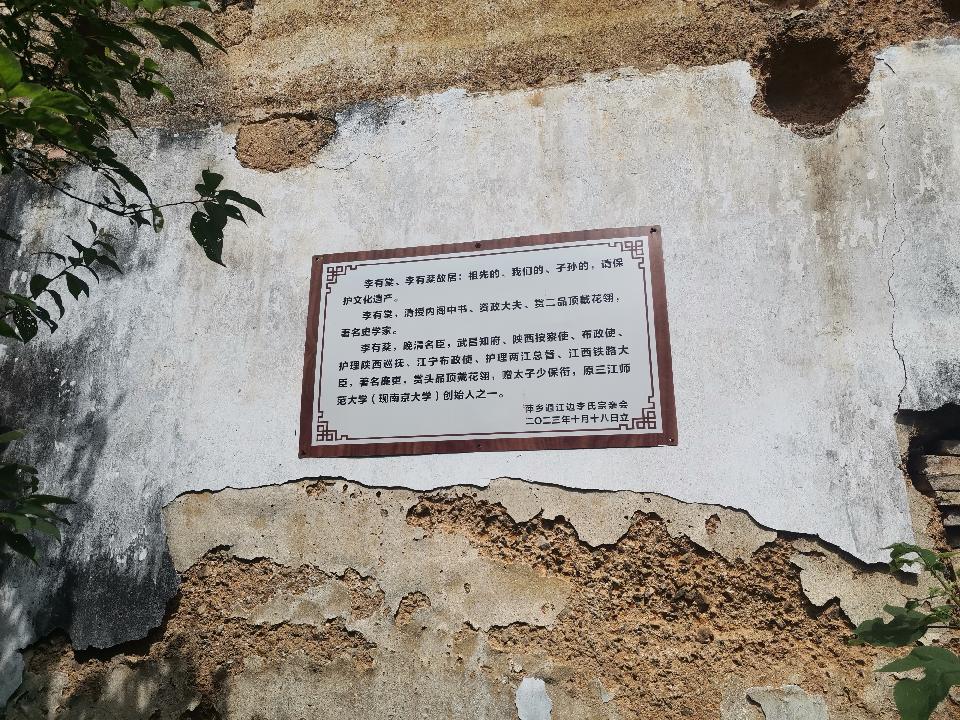 李有棠、李有棻故居：祖先的、我们的、子孙的，请保
护文化遗产。
李有棠，清授内阁中书、资政大夫、赏二品顶戴花翎，
著名史学家。
李有棻，晚清名臣，武昌知府、陕西按察使、布政使、
护理陕西巡抚、江宁布政使、护理两江总督、江西铁路大
臣，著名廉吏，赏头品顶戴花翎，赠太子少保衔，原三江师
范大学（现南京大学）创始人之一。
萍乡泗江边李氏宗亲会
二〇二三年十月十八日立